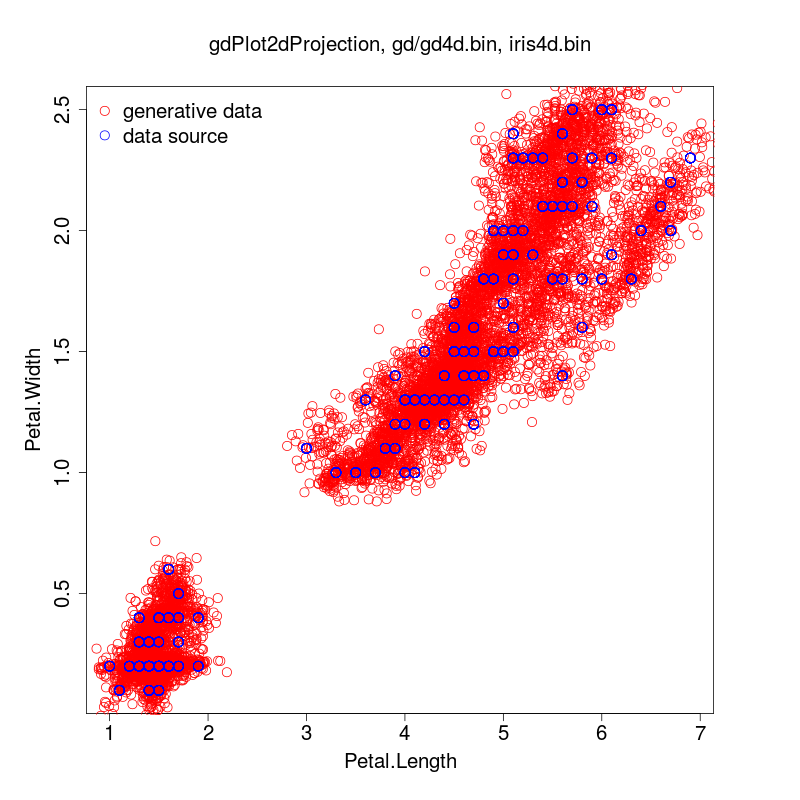 gdPlot2dProjection, gd/gd4d.bin, iris4d.bin
generative data
data source
2.5
2.0
1.5
1.0
0.5
Petal.Width
1 2 3 4 5 6 7
Petal.Length